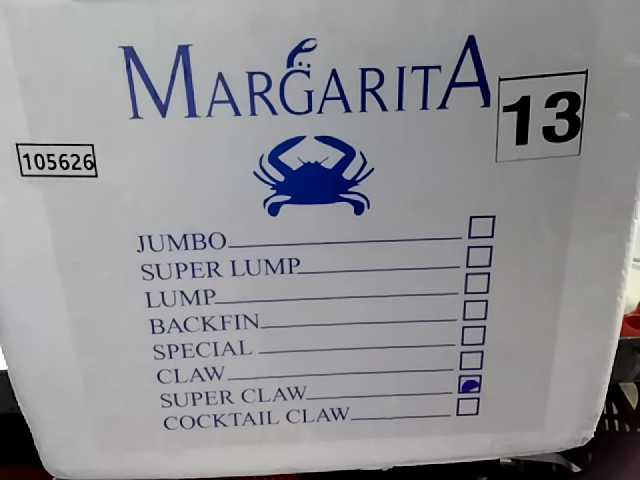 MARGARITA
13
105626
JUMBO
SUPER LUMP
LUMP
BACKFIN
SPECIAL
CLAW
SUPER CLAW
COCKTAIL CLAW